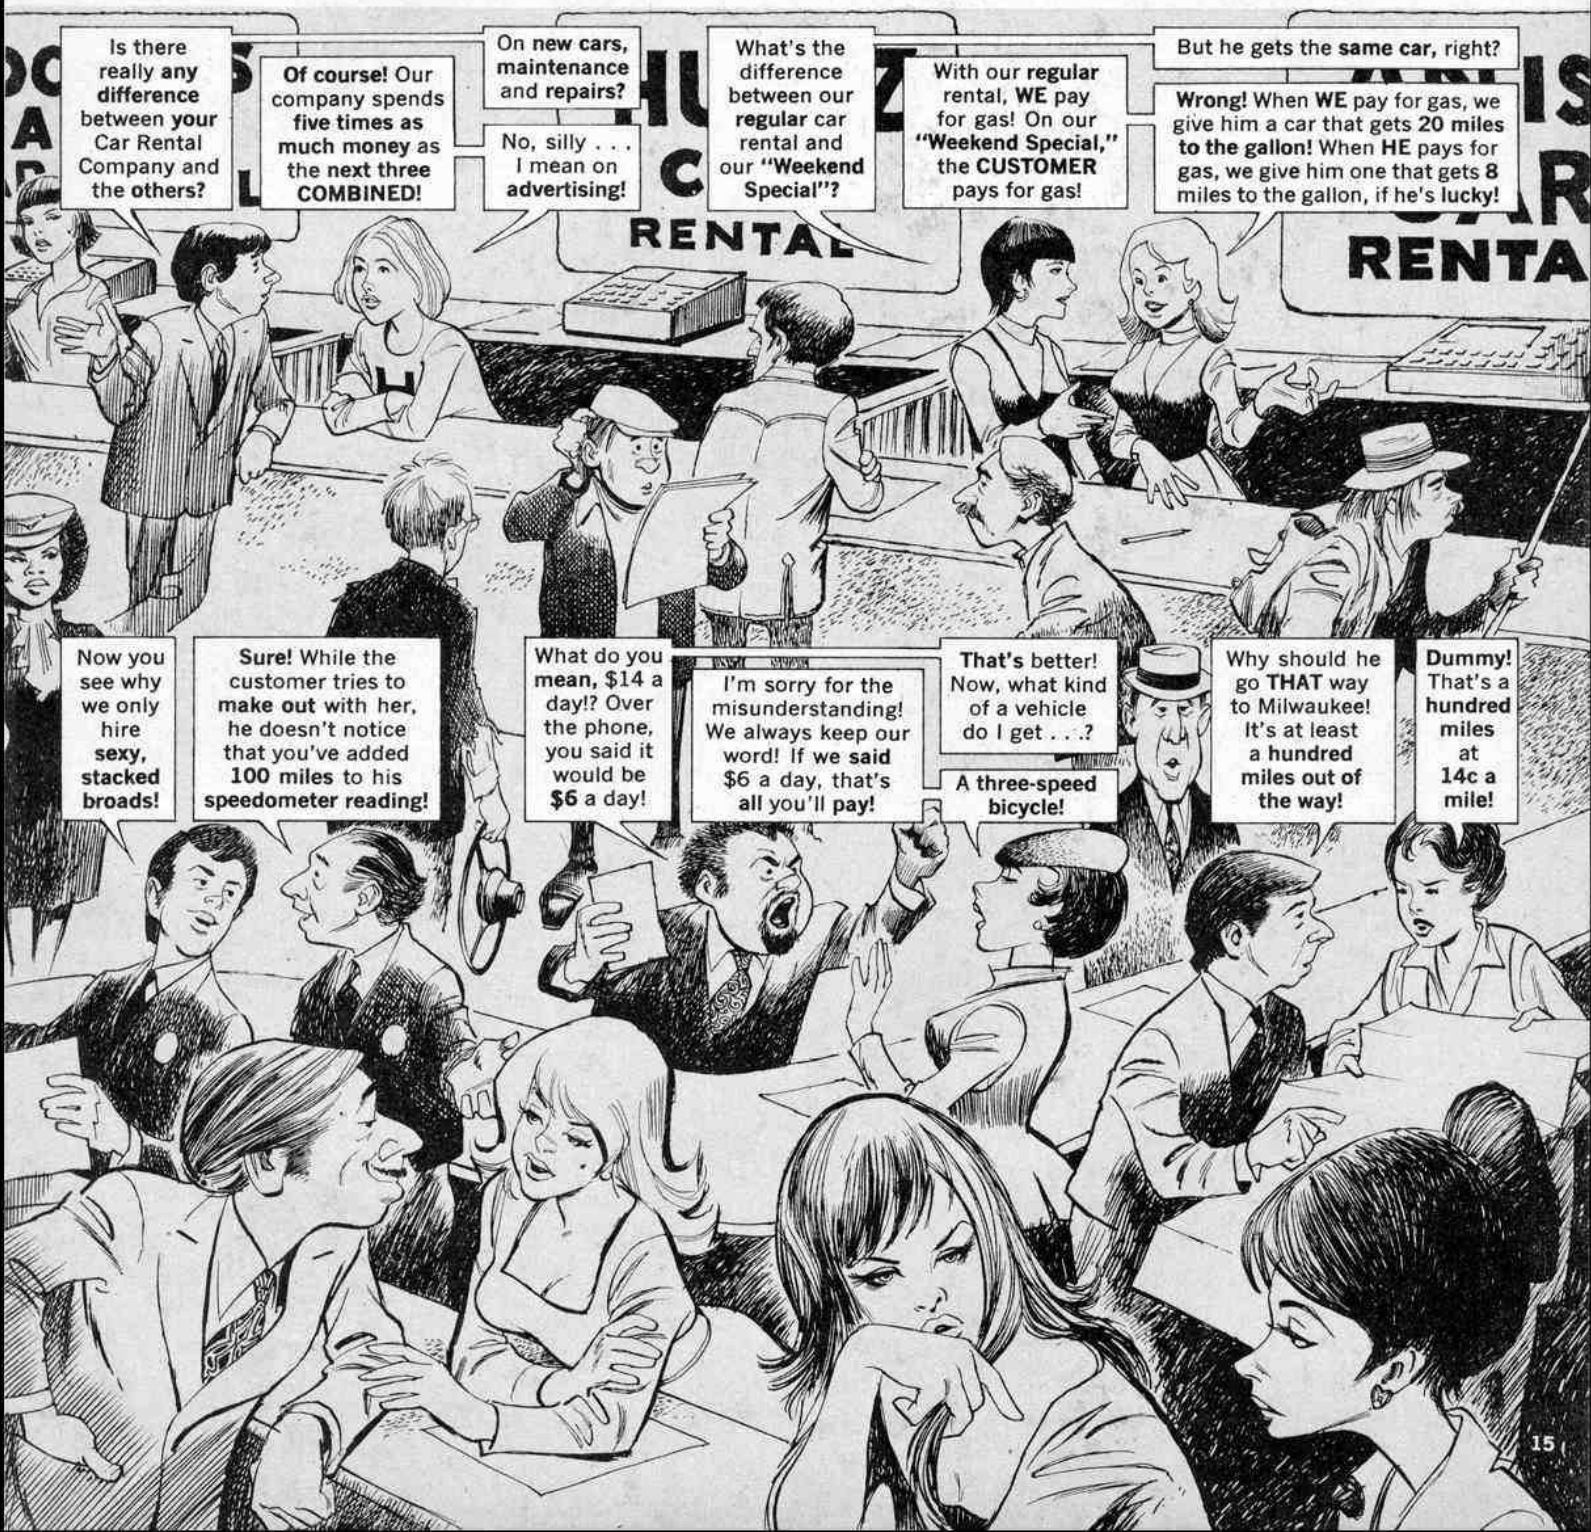 Is there
really any
difference
between your
Car Rental
Company and
the others?
Of course! Our
company spends
five times as
much money as
the next three
COMBINED!
On new cars,
maintenance
and repairs?
No, silly . . .
I mean on
advertising!
What's the
difference
between our
regular car
rental and
our "Weekend
Special"?
With our regular
rental, WE pay
for gas! On our
"Weekend Special,"
the CUSTOMER
pays for gas!
But he gets the same car, right?
Wrong! When WE pay for gas, we
give him a car that gets 20 miles
to the gallon! When HE pays for
gas, we give him one that gets 8
miles to the gallon, if he's lucky!
HU Z
C
RENTAL
IS
CAR
RENTA
H
Now you
see why
we only
hire
sexy,
stacked
broads!
Sure! While the
customer tries to
make out with her,
he doesn't notice
that you've added
100 miles to his
speedometer reading!
What do you
mean, $14 a
day!? Over
the phone,
you said it
would be
$6 a day!
I'm sorry for the
misunderstanding!
We always keep our
word! If we said
$6 a day, that's
all you'll pay!
That's better!
Now, what kind
of a vehicle
do I get . . .?
A three-speed
bicycle!
Why should he
go THAT way
to Milwaukee!
It's at least
a hundred
miles out of
the way!
Dummy!
That's a
hundred
miles
at
14c a
mile!
15